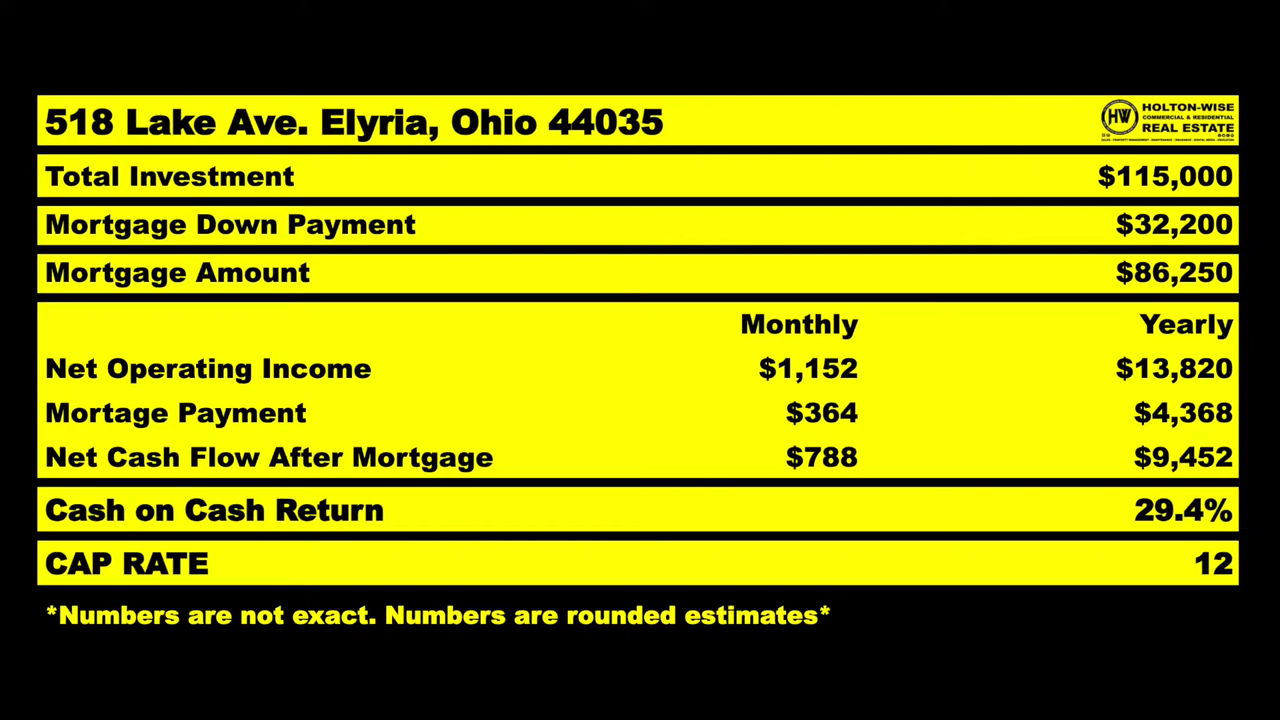 518 Lake Ave. Elyria, Ohio 44035
HW
HOLTON-WISE
COMMERCIAL & RESIDENTIAL
REAL ESTATE
Total Investment $115,000
Mortgage Down Payment $32,200
Mortgage Amount $86,250
Monthly Yearly
Net Operating Income $1,152 $13,820
Mortage Payment $364 $4,368
Net Cash Flow After Mortgage $788 $9,452
Cash on Cash Return 29.4%
CAP RATE 12
*Numbers are not exact. Numbers are rounded estimates*